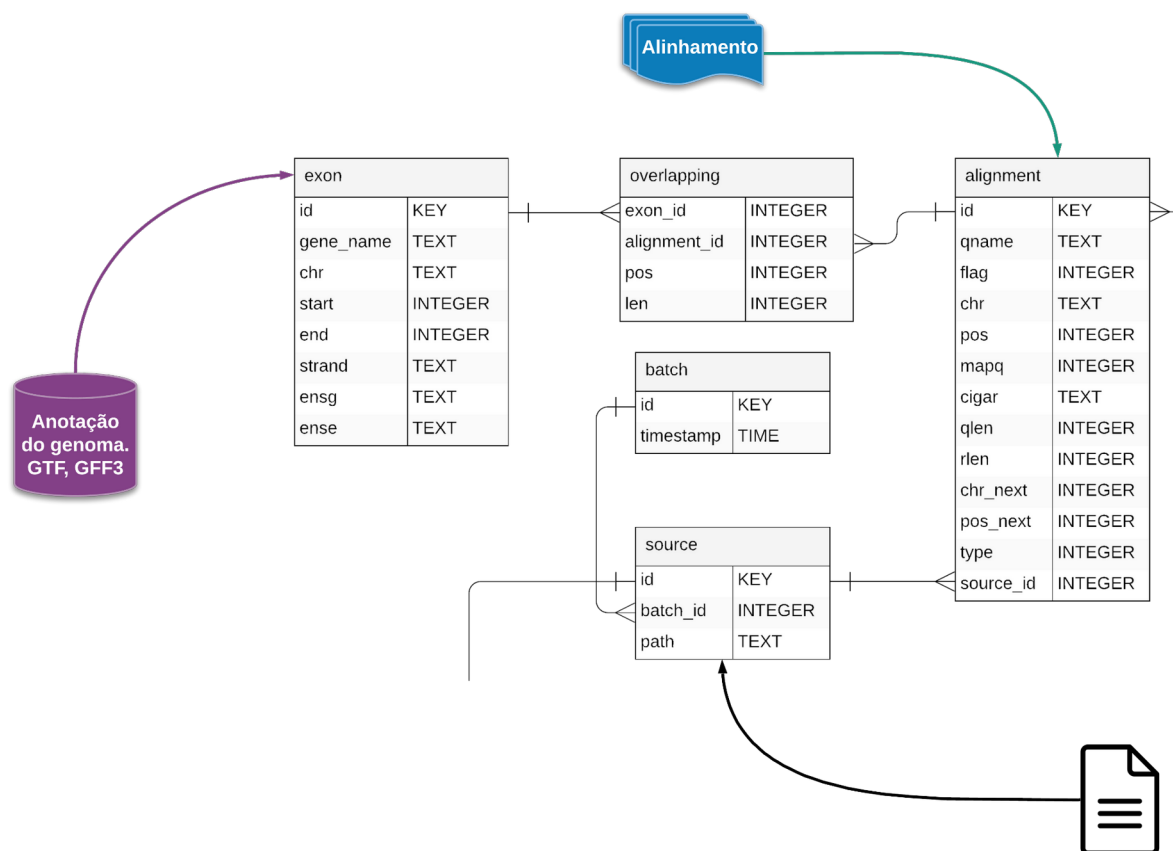 Alinhamento
exon
id KEY
gene_name TEXT
chr TEXT
start INTEGER
end INTEGER
strand TEXT
ensg TEXT
ense TEXT
overlapping
exon_id INTEGER
alignment_id INTEGER
pos INTEGER
len INTEGER
alignment
id KEY
qname TEXT
flag INTEGER
chr TEXT
pos INTEGER
mapq INTEGER
cigar TEXT
qlen INTEGER
rlen INTEGER
chr_next INTEGER
pos_next INTEGER
type INTEGER
source_id INTEGER
batch
id KEY
timestamp TIME
Anotação
do genoma.
GTF, GFF3
source
id KEY
batch_id INTEGER
path TEXT